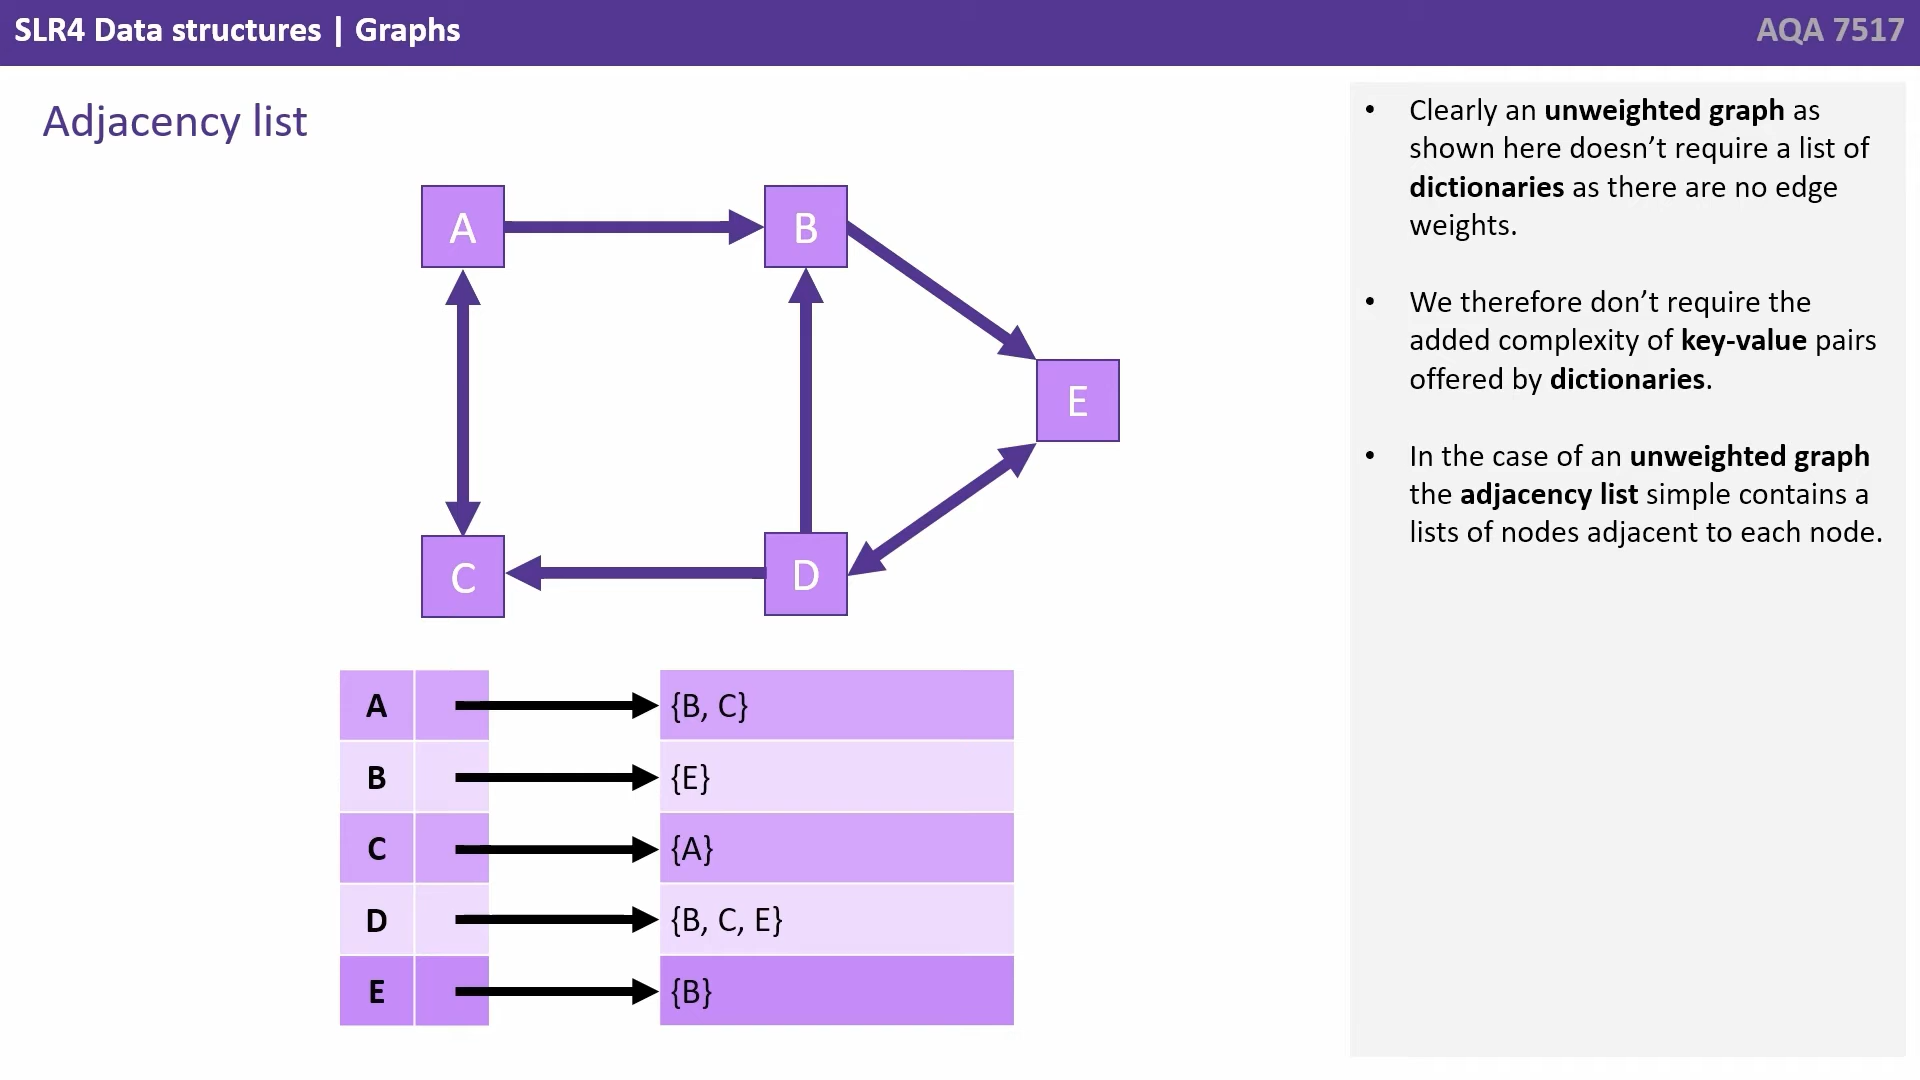 SLR4 Data structures | Graphs
AQA 7517
Adjacency list
A
B
E
C
D
A {B, C}
B {E}
C {A}
D {B, C, E}
E {B}
• Clearly an unweighted graph as
shown here doesn’t require a list of
dictionaries as there are no edge
weights.
• We therefore don’t require the
added complexity of key-value pairs
offered by dictionaries.
• In the case of an unweighted graph
the adjacency list simple contains a
lists of nodes adjacent to each node.